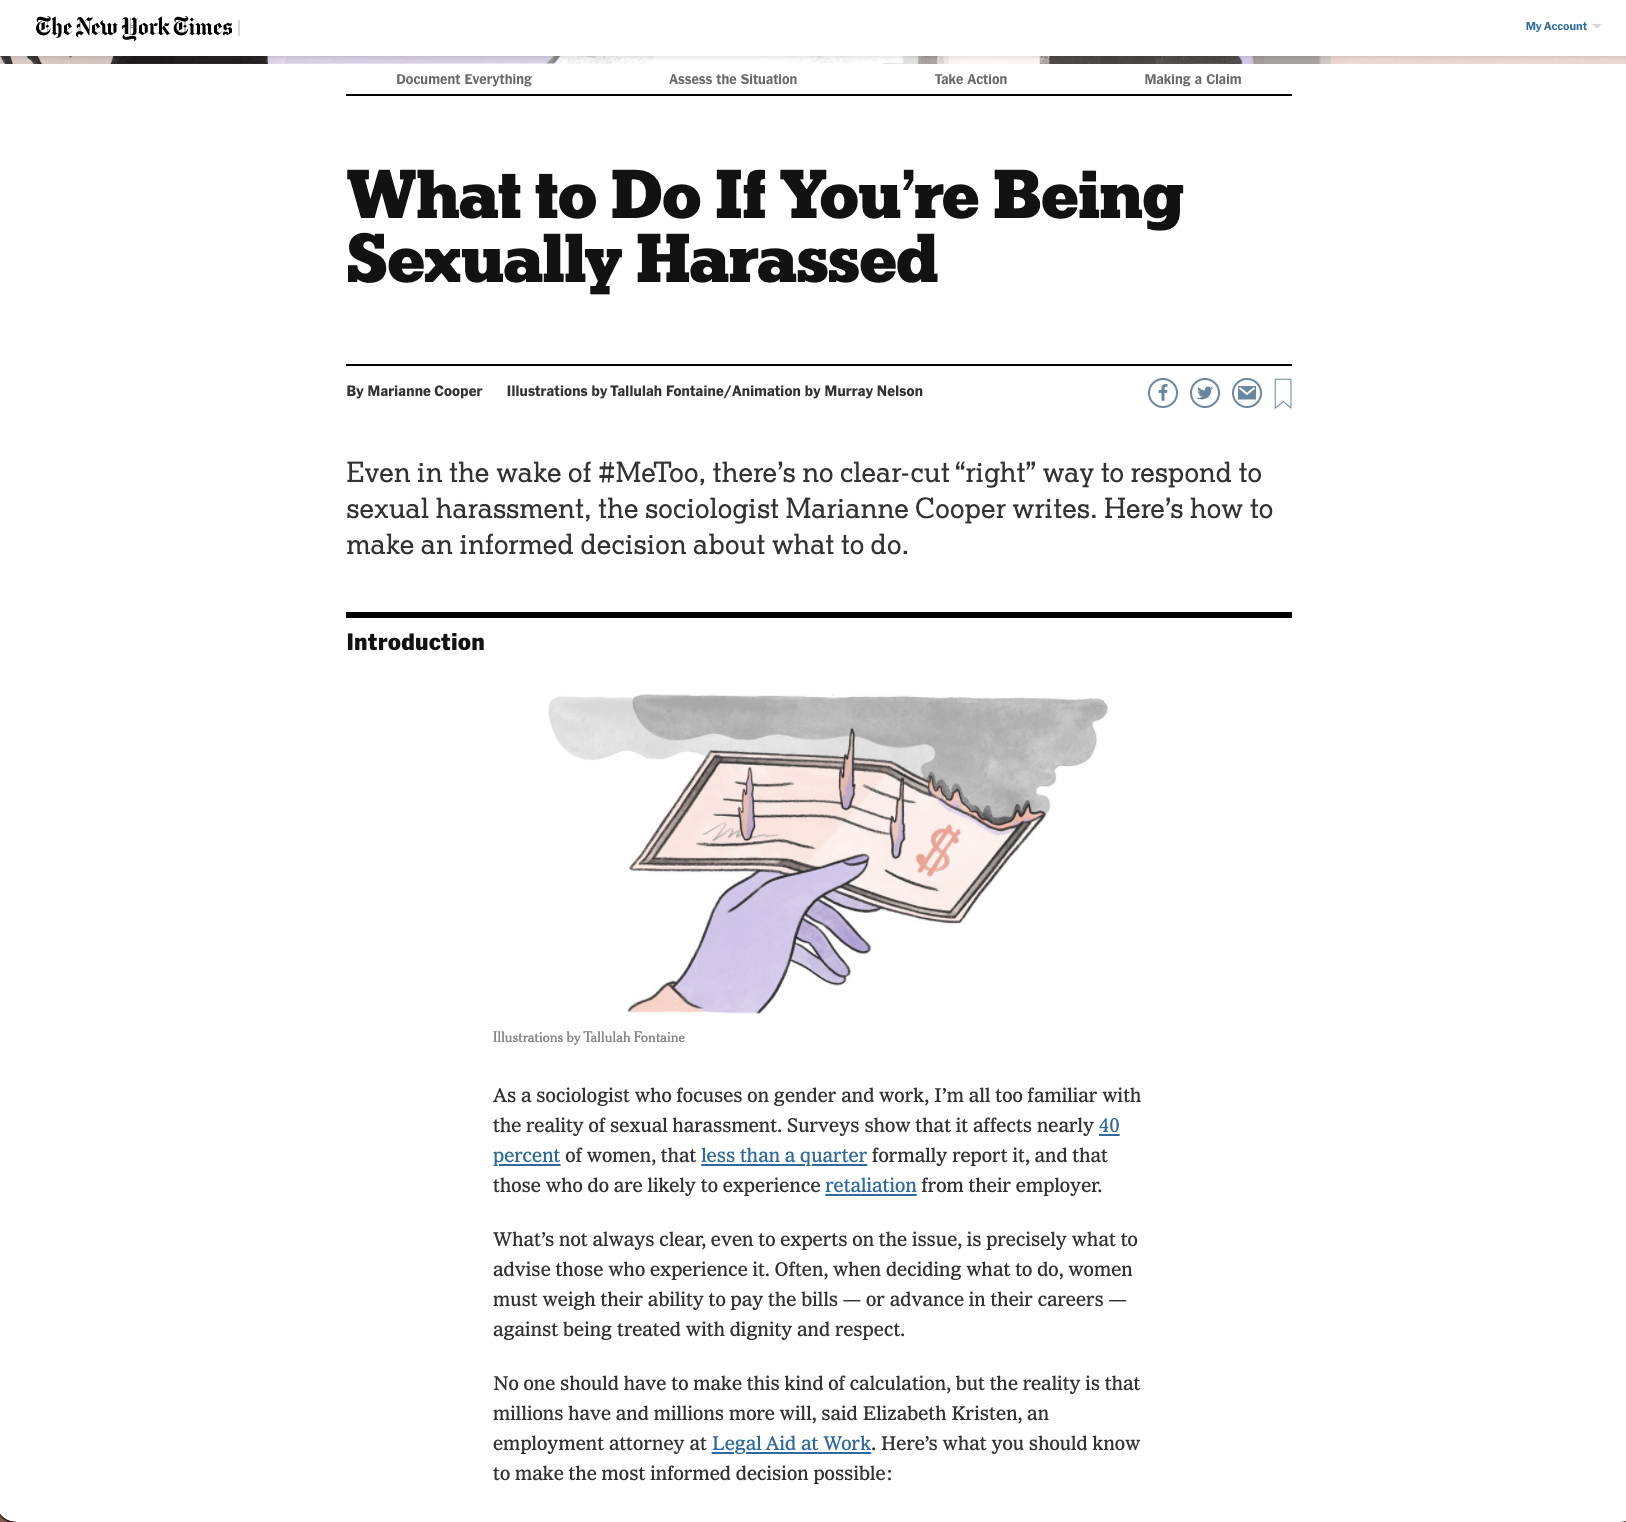 The New York Times
My Account
Document Everything
Assess the Situation
Take Action
Making a Claim
What to Do If You’re Being
Sexually Harassed
By Marianne Cooper
Illustrations by Tallulah Fontaine/Animation by Murray Nelson
Even in the wake of #MeToo, there’s no clear-cut “right” way to respond to
sexual harassment, the sociologist Marianne Cooper writes. Here’s how to
make an informed decision about what to do.
Introduction
$
Illustrations by Tallulah Fontaine
As a sociologist who focuses on gender and work, I’m all too familiar with
the reality of sexual harassment. Surveys show that it affects nearly 40
percent of women, that less than a quarter formally report it, and that
those who do are likely to experience retaliation from their employer.
What’s not always clear, even to experts on the issue, is precisely what to
advise those who experience it. Often, when deciding what to do, women
must weigh their ability to pay the bills — or advance in their careers —
against being treated with dignity and respect.
No one should have to make this kind of calculation, but the reality is that
millions have and millions more will, said Elizabeth Kristen, an
employment attorney at Legal Aid at Work. Here’s what you should know
to make the most informed decision possible: